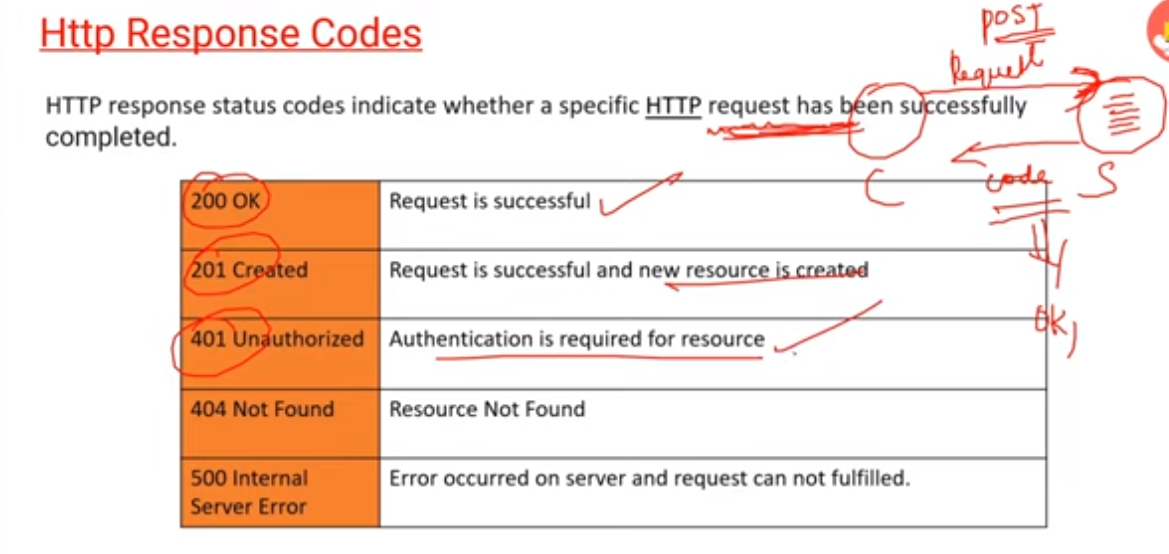 Http Response Codes
POST
Request
HTTP response status codes indicate whether a specific HTTP request has been successfully
completed.
C
code
S
200 OK
Request is successful
201 Created
Request is successful and new resource is created
OK,
401 Unauthorized
Authentication is required for resource
404 Not Found
Resource Not Found
500 Internal
Server Error
Error occurred on server and request can not fulfilled.